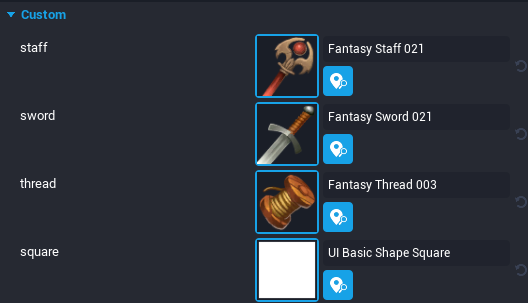 Custom
staff
Fantasy Staff 021
sword
Fantasy Sword 021
thread
Fantasy Thread 003
square
UI Basic Shape Square